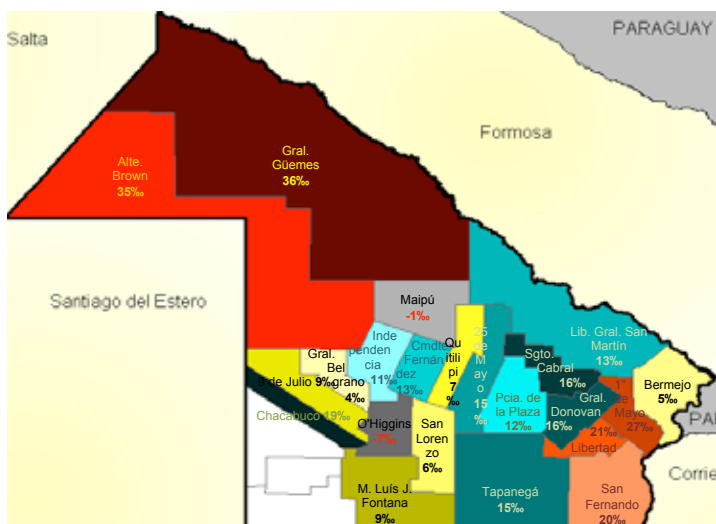 Salta
PARAGUAY
Formosa
Gral.
Güemes
36‰
Alte.
Brown
35‰
Santiago del Estero
Maipú
-1‰
Lib. Gral. San
Martín
13‰
25
de
M
ay
o
15
‰
Qu
itili
pi
7
‰
Cmdte.
Fernán
dez
13‰
Inde
penden
cia
11‰
Gral.
Bel
grano
4‰
9 de Julio 9‰
Chacabuco 19‰
Sgto.
Cabral
16‰
Pcia. de
la Plaza
12‰
Gral.
Donovan
16‰
1°
de
Mayo
27‰
Bermejo
5‰
21‰
Libertad
O'Higgins
-7‰
San
Loren
zo
6‰
M. Luís J.
Fontana
9‰
Tapanegá
15‰
San
Fernando
20‰
PA
Corrie